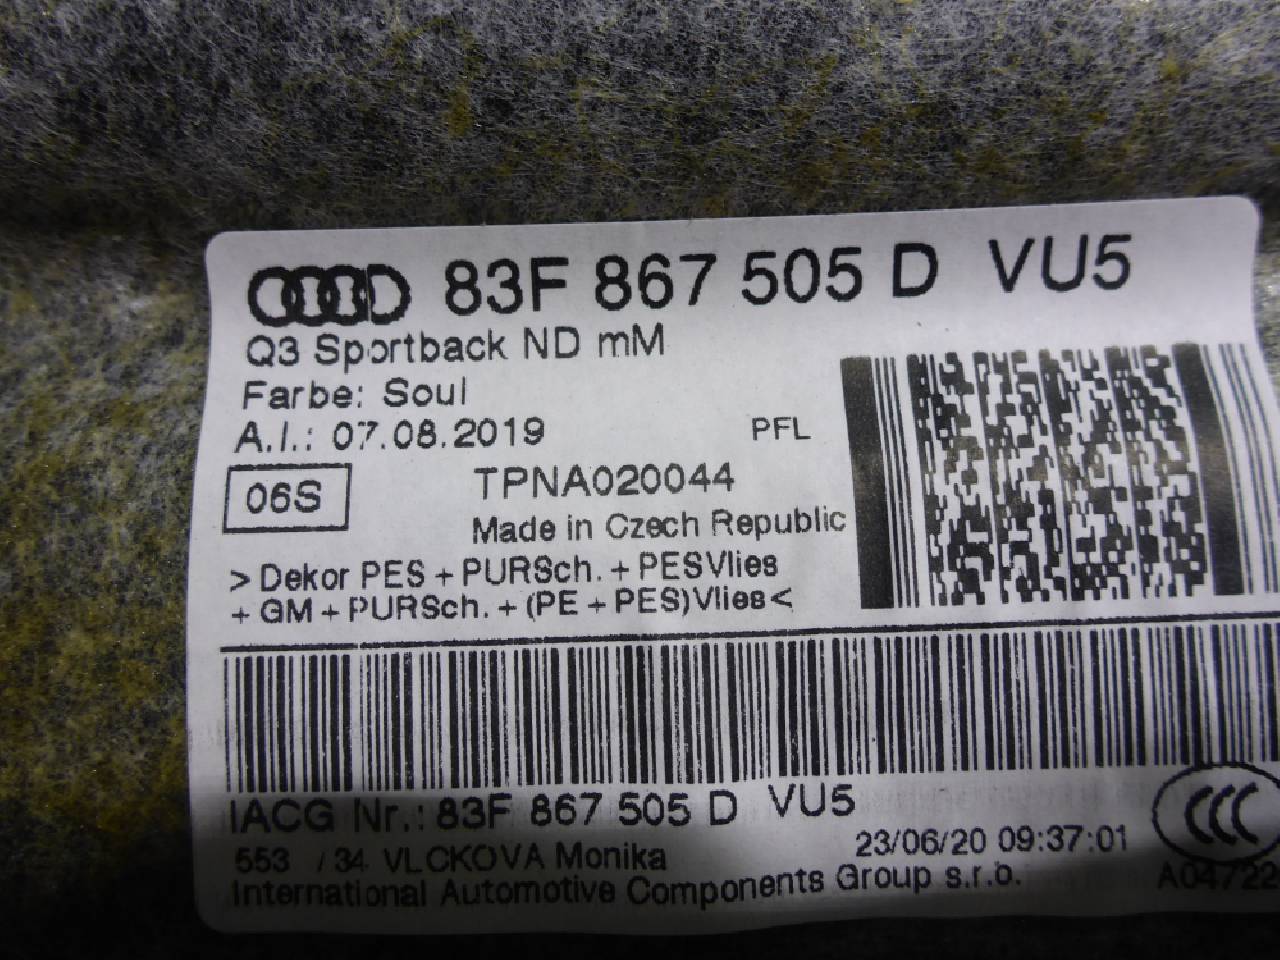 83F 867 505 D VU5
Q3 Sportback ND mM
Farbe: Soul
A.I.: 07.08.2019 PFL
06S TPNA020044
Made in Czech Republic
> Dekor PES + PURSch. + PESVlies
+ GM + PURSch. + (PE + PES)Vlies<
IACG Nr.: 83F 867 505 D VU5
23/06/20 09:37:01
553 / 34 VLCKOVA Monika
International Automotive Components Group s.r.o.
CCC
A04722